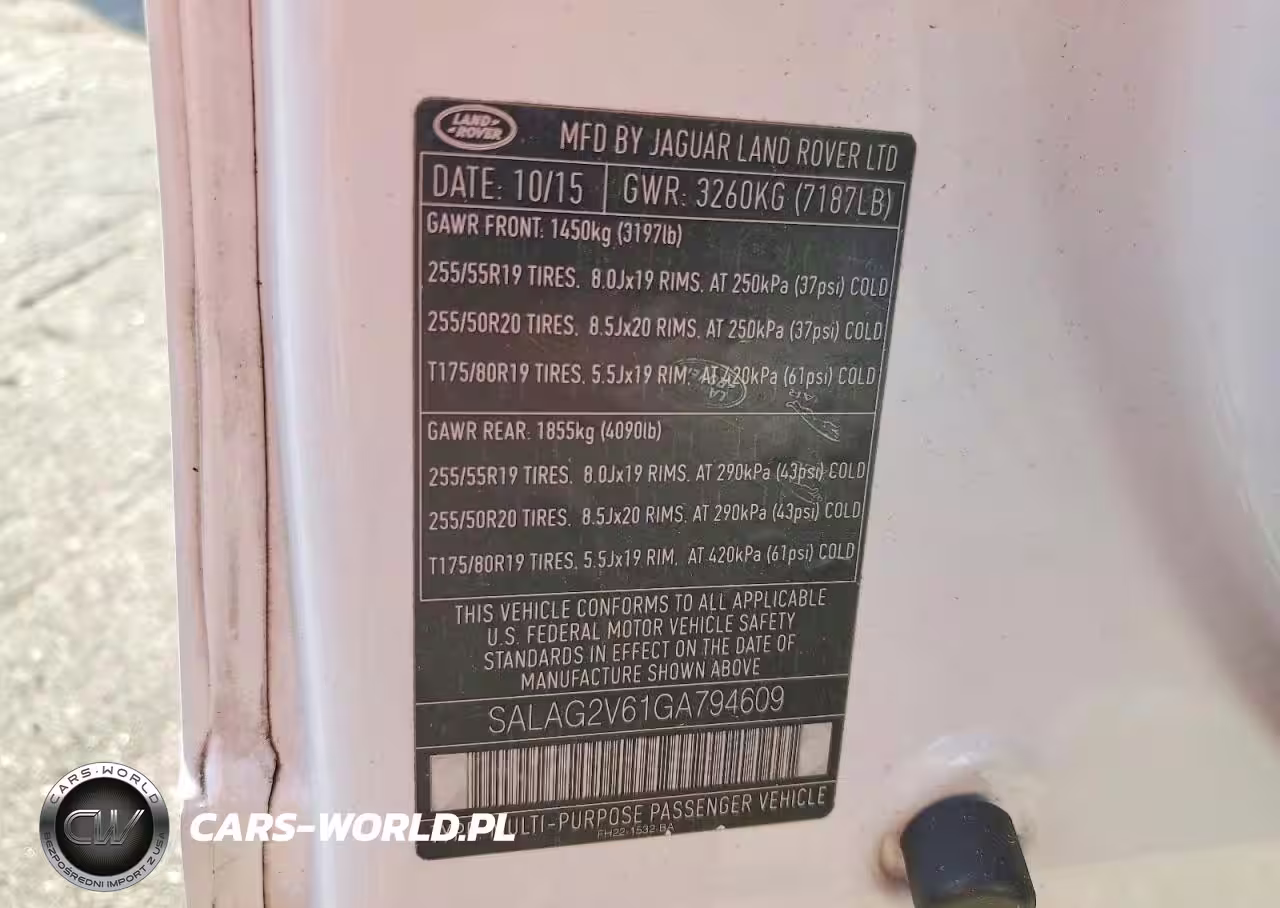 LAND ROVER
MFD BY JAGUAR LAND ROVER LTD
DATE: 10/15 GWR: 3260KG (7187LB)
GAWR FRONT: 1450kg (3197lb)
255/55R19 TIRES. 8.0Jx19 RIMS. AT 250kPa (37psi) COLD
255/50R20 TIRES. 8.5Jx20 RIMS. AT 250kPa (37psi) COLD
T175/80R19 TIRES. 5.5Jx19 RIM. AT 420kPa (61psi) COLD
GAWR REAR: 1855kg (4090lb)
255/55R19 TIRES. 8.0Jx19 RIMS. AT 290kPa (43psi) COLD
255/50R20 TIRES. 8.5Jx20 RIMS. AT 290kPa (43psi) COLD
T175/80R19 TIRES. 5.5Jx19 RIM. AT 420kPa (61psi) COLD
THIS VEHICLE CONFORMS TO ALL APPLICABLE
U.S. FEDERAL MOTOR VEHICLE SAFETY
STANDARDS IN EFFECT ON THE DATE OF
MANUFACTURE SHOWN ABOVE
SALAG2V61GA794609
MULTI-PURPOSE PASSENGER VEHICLE
FH22-1532-BA
CARS-WORLD
CW
BEZPOŚREDNI IMPORT Z USA
CARS-WORLD.PL